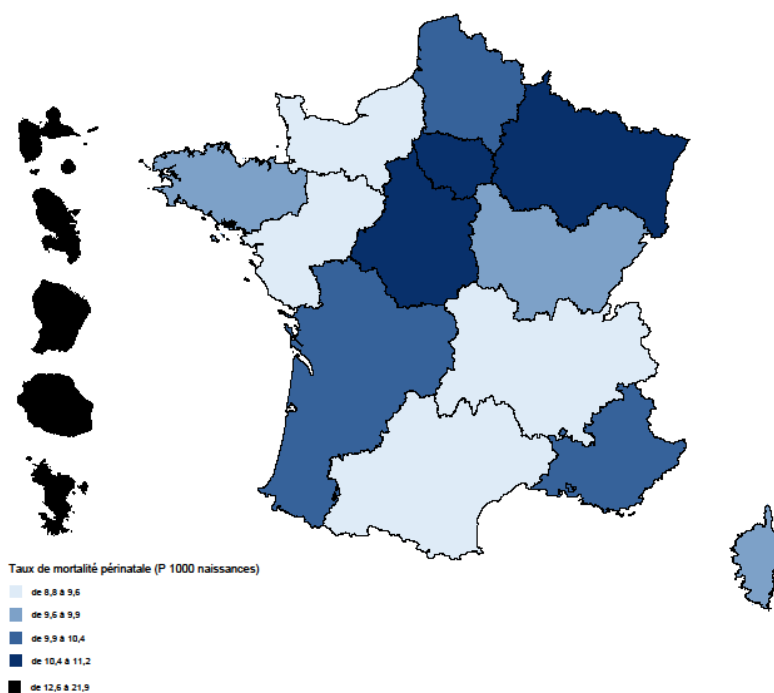 Taux de mortalité périnatale (P 1000 naissances)
de 8,8 à 9,6
de 9,6 à 9,9
de 9,9 à 10,4
de 10,4 à 11,2
de 12,6 à 21,9